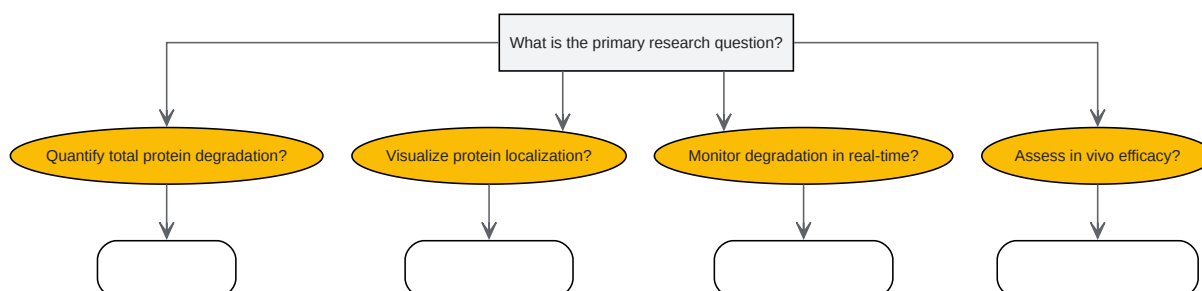 What is the primary research question?
Quantify total protein degradation?
Visualize protein localization?
Monitor degradation in real-time?
Assess in vivo efficacy?